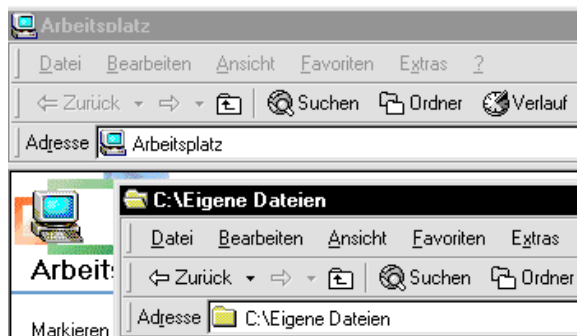 Arbeitsplatz
Datei Bearbeiten Ansicht Favoriten Extras ?
Zurück Suchen Ordner Verlauf
Adresse Arbeitsplatz
C:\Eigene Dateien
Datei Bearbeiten Ansicht Favoriten Extras
Zurück Suchen Ordner
Adresse C:\Eigene Dateien
Arbeit
Markieren